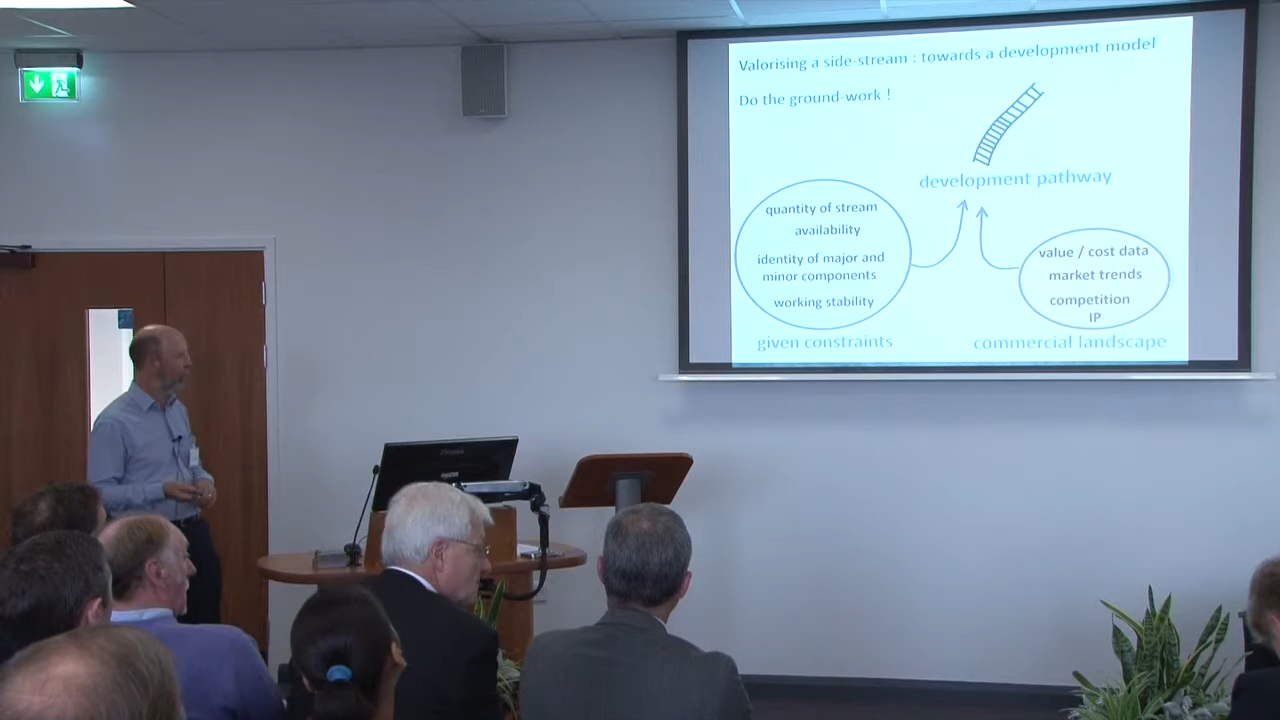 Valorising a side-stream : towards a development model
Do the ground-work !
development pathway
quantity of stream
availability
identity of major and
minor components
working stability
given constraints
value / cost data
market trends
competition
IP
commercial landscape